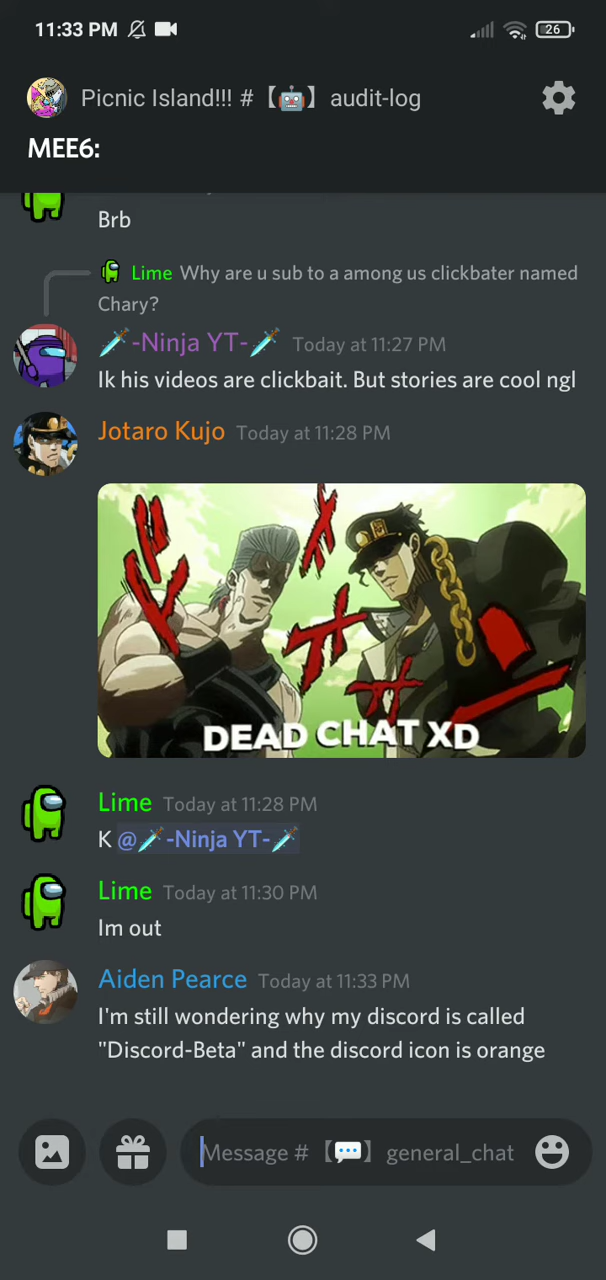 11:33 PM 26
Picnic Island!!! # 【🤖】 audit-log
MEE6:
Brb
Lime Why are u sub to a among us clickbater named
Chary?
🗡️-Ninja YT-🗡️ Today at 11:27 PM
Ik his videos are clickbait. But stories are cool ngl
Jotaro Kujo Today at 11:28 PM
DEAD CHAT XD
Lime Today at 11:28 PM
K @🗡️-Ninja YT-🗡️
Lime Today at 11:30 PM
Im out
Aiden Pearce Today at 11:33 PM
I'm still wondering why my discord is called
"Discord-Beta" and the discord icon is orange
Message # 【💬】 general_chat